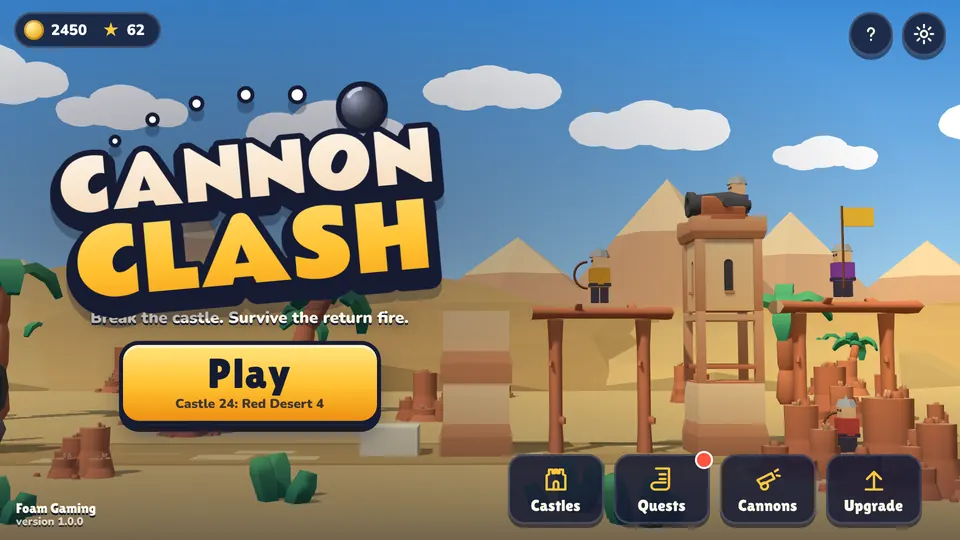 2450
62
?
CANNON
CLASH
Break the castle. Survive the return fire.
Play
Castle 24: Red Desert 4
Castles
Quests
Cannons
Upgrade
Foam Gaming
version 1.0.0